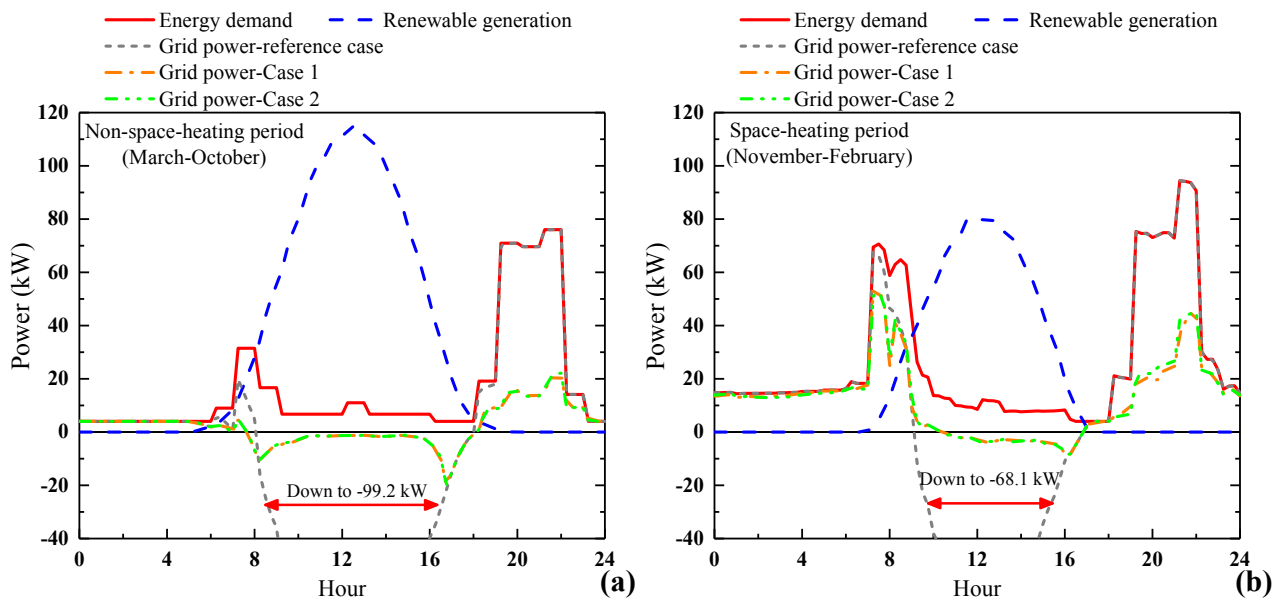 Energy demand Renewable generation
Grid power-reference case
Grid power-Case 1
Grid power-Case 2
120
100
80
60
40
20
0
-20
-40
Power (kW)
Non-space-heating period
(March-October)
Down to -99.2 kW
0 4 8 12 16 20 24
Hour
(a)
Energy demand Renewable generation
Grid power-reference case
Grid power-Case 1
Grid power-Case 2
120
100
80
60
40
20
0
-20
-40
Power (kW)
Space-heating period
(November-February)
Down to -68.1 kW
0 4 8 12 16 20 24
Hour
(b)